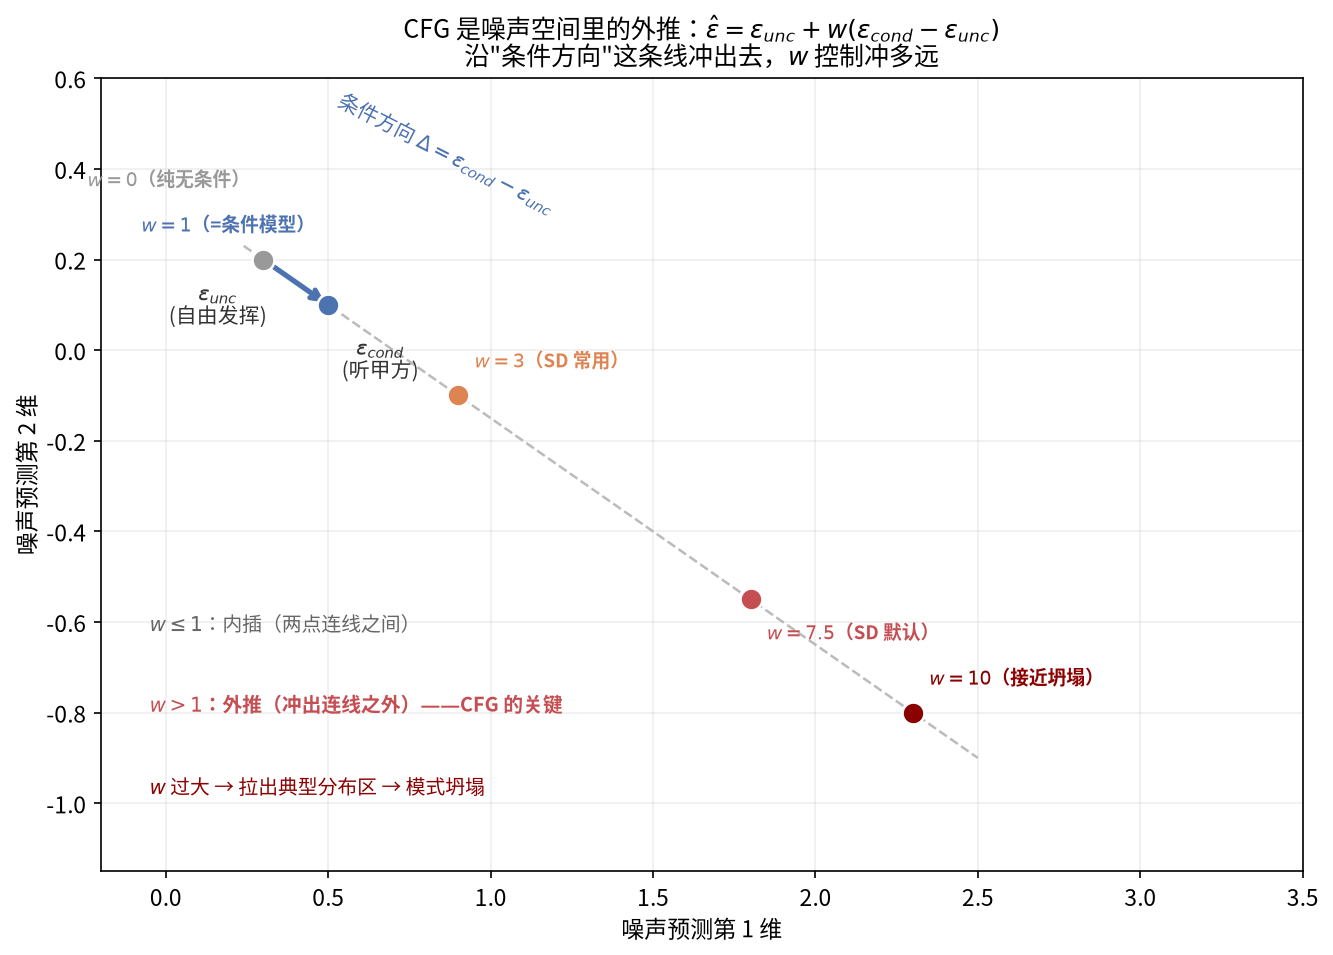 CFG 是噪声空间里的外推：ε̂ = ε_unc + w(ε_cond − ε_unc)
沿"条件方向"这条线冲出去，w 控制冲多远
0.6
0.4
0.2
0.0
-0.2
-0.4
-0.6
-0.8
-1.0
噪声预测第 2 维
条件方向 Δ = ε_cond − ε_unc
w = 0（纯无条件）
w = 1（=条件模型）
ε_unc
(自由发挥)
ε_cond
(听甲方)
w = 3（SD 常用）
w = 7.5（SD 默认）
w = 10（接近坍塌）
w ≤ 1：内插（两点连线之间）
w > 1：外推（冲出连线之外）——CFG 的关键
w 过大 → 拉出典型分布区 → 模式坍塌
0.0
0.5
1.0
1.5
2.0
2.5
3.0
3.5
噪声预测第 1 维